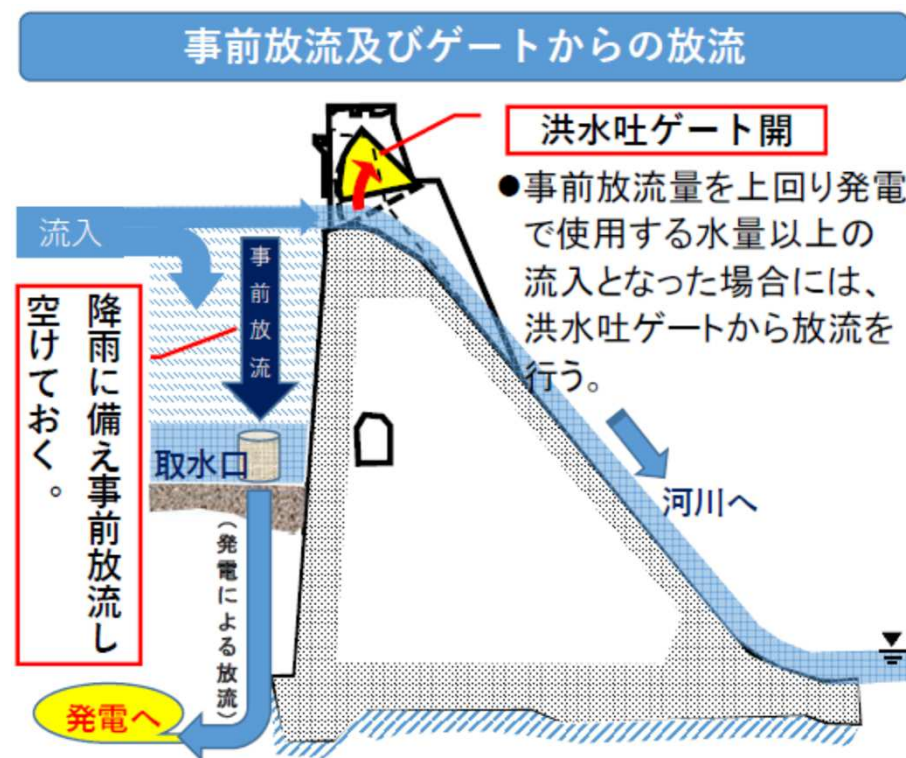 事前放流及びゲートからの放流
洪水吐ゲート開
●事前放流量を上回り発電
で使用する水量以上の
流入となった場合には、
洪水吐ゲートから放流を
行う。
流入
事前放流
降雨に備え事前放流し
空けておく。
取水口
(発電による放流)
発電へ
河川へ